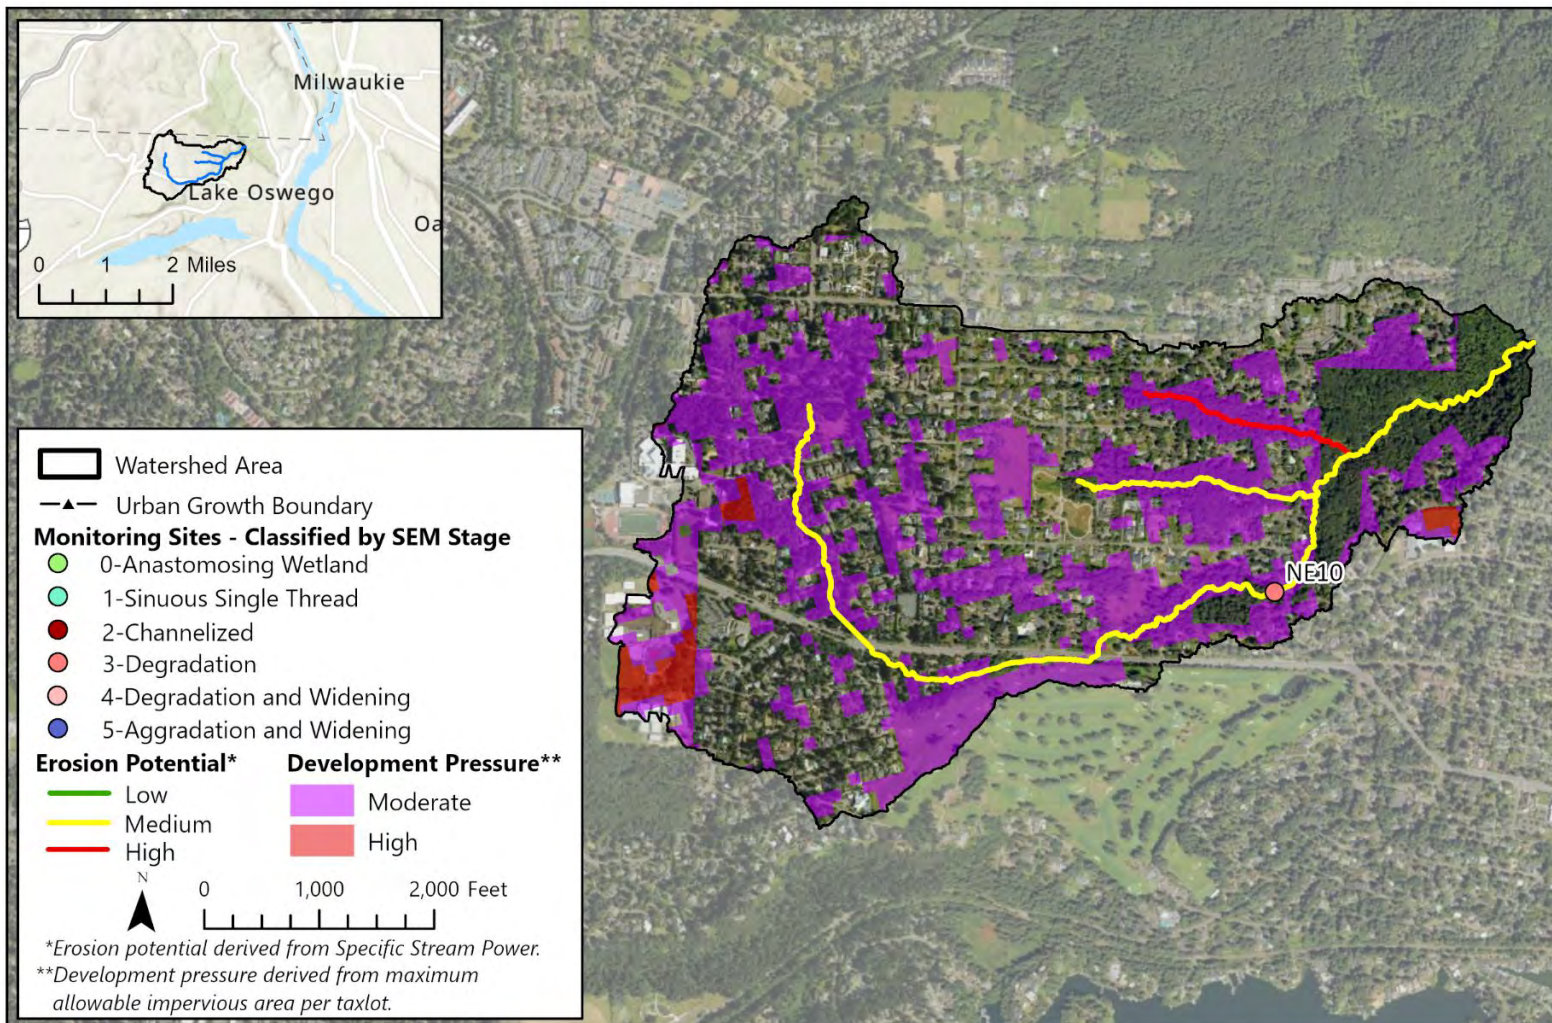 Milwaukie
Lake Oswego
Oa
0 1 2 Miles
Watershed Area
Urban Growth Boundary
Monitoring Sites - Classified by SEM Stage
0-Anastomosing Wetland
1-Sinuous Single Thread
2-Channelized
3-Degradation
4-Degradation and Widening
5-Aggradation and Widening
Erosion Potential*
Low
Medium
High
Development Pressure**
Moderate
High
N
0 1,000 2,000 Feet
*Erosion potential derived from Specific Stream Power.
**Development pressure derived from maximum
allowable impervious area per taxlot.
NE10